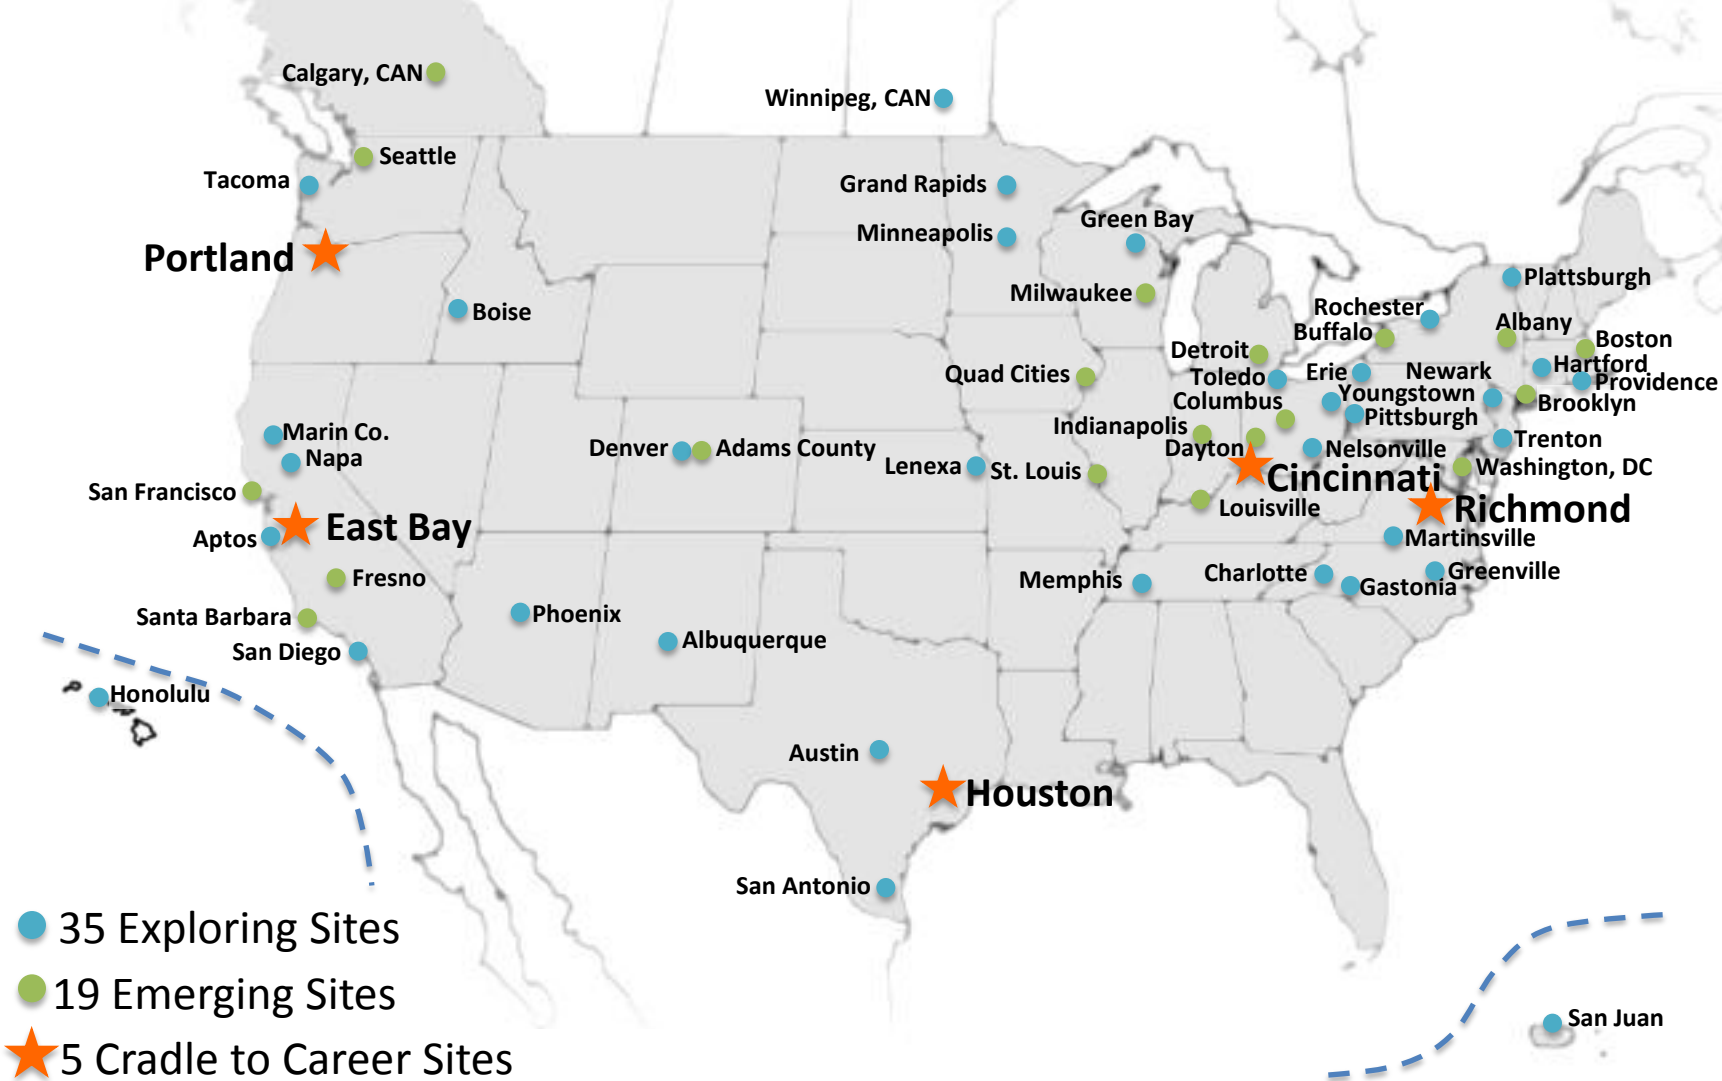 Calgary, CAN
Winnipeg, CAN
Seattle
Tacoma
Grand Rapids
Green Bay
Minneapolis
Portland
Plattsburgh
Milwaukee
Boise
Rochester
Buffalo
Albany
Boston
Detroit
Hartford
Quad Cities
Toledo
Erie
Newark
Providence
Youngstown
Columbus
Brooklyn
Pittsburgh
Indianapolis
Marin Co.
Trenton
Denver
Adams County
Dayton
Nelsonville
Napa
Lenexa
St. Louis
Washington, DC
Cincinnati
San Francisco
Louisville
Richmond
East Bay
Aptos
Martinsville
Fresno
Memphis
Charlotte
Greenville
Gastonia
Santa Barbara
Phoenix
San Diego
Albuquerque
Honolulu
Austin
Houston
San Antonio
35 Exploring Sites
19 Emerging Sites
San Juan
5 Cradle to Career Sites